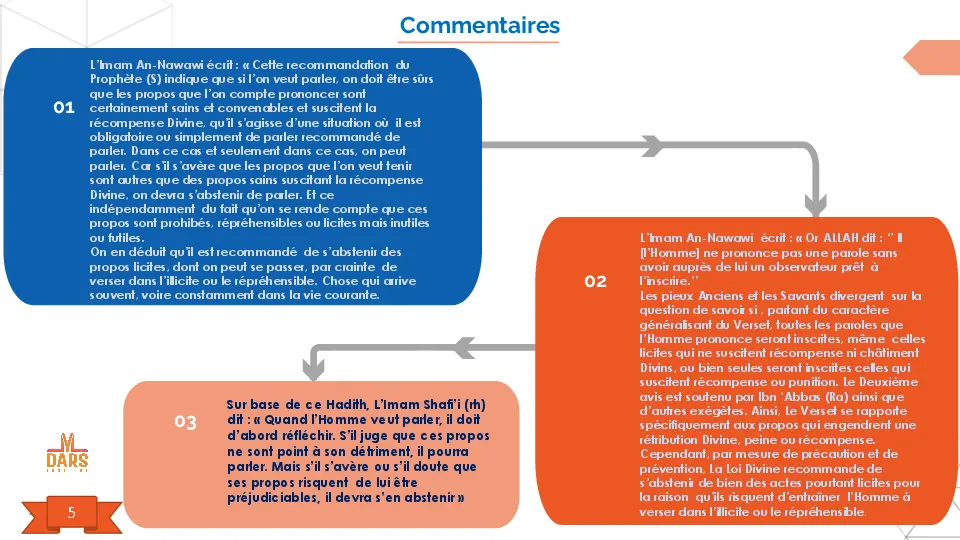 Commentaires
01
L'Imam An-Nawawi écrit : « Cette recommandation du
Prophète (S) indique que si l'on veut parler, on doit être sûrs
que les propos que l'on compte prononcer sont
certainement sains et convenables et suscitent la
récompense Divine, qu'il s'agisse d'une situation où il est
obligatoire ou simplement de parler recommandé de
parler. Dans ce cas et seulement dans ce cas, on peut
parler. Car s'il s'avère que les propos que l'on veut tenir
sont autres que des propos sains suscitant la récompense
Divine, on devra s'abstenir de parler. Et ce
indépendamment du fait qu'on se rende compte que ces
propos sont prohibés, répréhensibles ou licites mais inutiles
ou futiles.
On en déduit qu'il est recommandé de s'abstenir des
propos licites, dont on peut se passer, par crainte de
verser dans l'illicite ou le répréhensible. Chose qui arrive
souvent, voire constamment dans la vie courante.
02
L'Imam An-Nawawi écrit : « Or ALLAH dit : '' Il
(l'Homme) ne prononce pas une parole sans
avoir auprès de lui un observateur prêt à
l'inscrire.''
Les pieux Anciens et les Savants divergent sur la
question de savoir si , partant du caractère
généralisant du Verset, toutes les paroles que
l'Homme prononce seront inscrites, même celles
licites qui ne suscitent récompense ni châtiment
Divins, ou bien seules seront inscrites celles qui
suscitent récompense ou punition. Le Deuxième
avis est soutenu par Ibn 'Abbas (Ra) ainsi que
d'autres exégètes. Ainsi, Le Verset se rapporte
spécifiquement aux propos qui engendrent une
rétribution Divine, peine ou récompense.
Cependant, par mesure de précaution et de
prévention, La Loi Divine recommande de
s'abstenir de bien des actes pourtant licites pour
la raison qu'ils risquent d'entraîner l'Homme à
verser dans l'illicite ou le répréhensible
03
Sur base de ce Hadith, L'Imam Shafi'i (rh)
dit : « Quand l'Homme veut parler, il doit
d'abord réfléchir. S'il juge que ces propos
ne sont point à son détriment, il pourra
parler. Mais s'il s'avère ou s'il doute que
ses propos risquent de lui être
préjudiciables, il devra s'en abstenir »
DARS
5